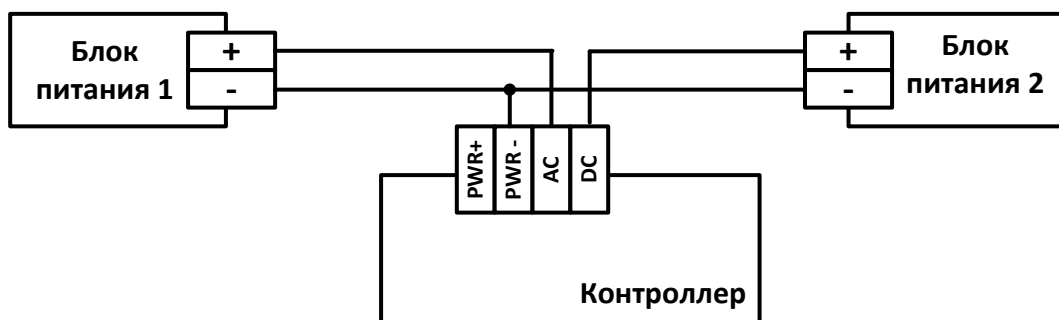 Блок
питания 1
+
-
Блок
питания 2
+
-
PWR+
PWR -
AC
DC
Контроллер